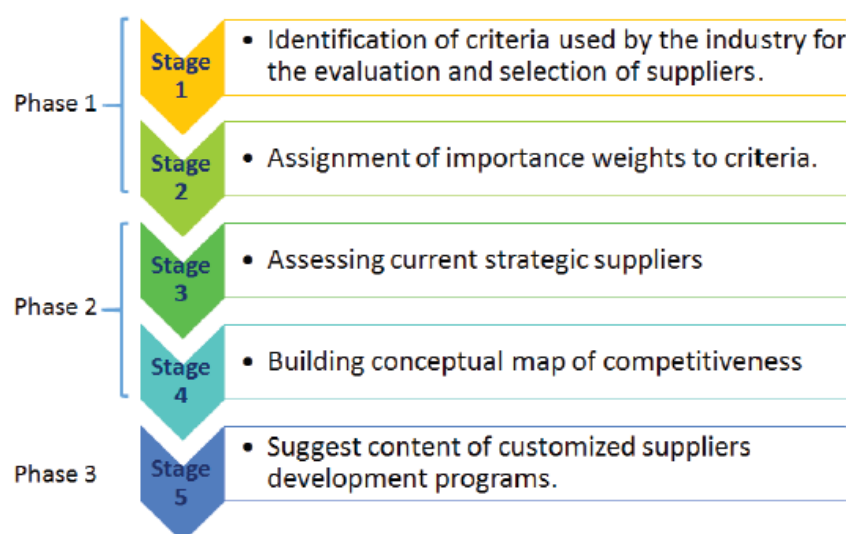 Phase 1
Stage
1
• Identification of criteria used by the industry for
the evaluation and selection of suppliers.
Stage
2
• Assignment of importance weights to criteria.
Phase 2
Stage
3
• Assessing current strategic suppliers
Stage
4
• Building conceptual map of competitiveness
Phase 3
Stage
5
• Suggest content of customized suppliers
development programs.